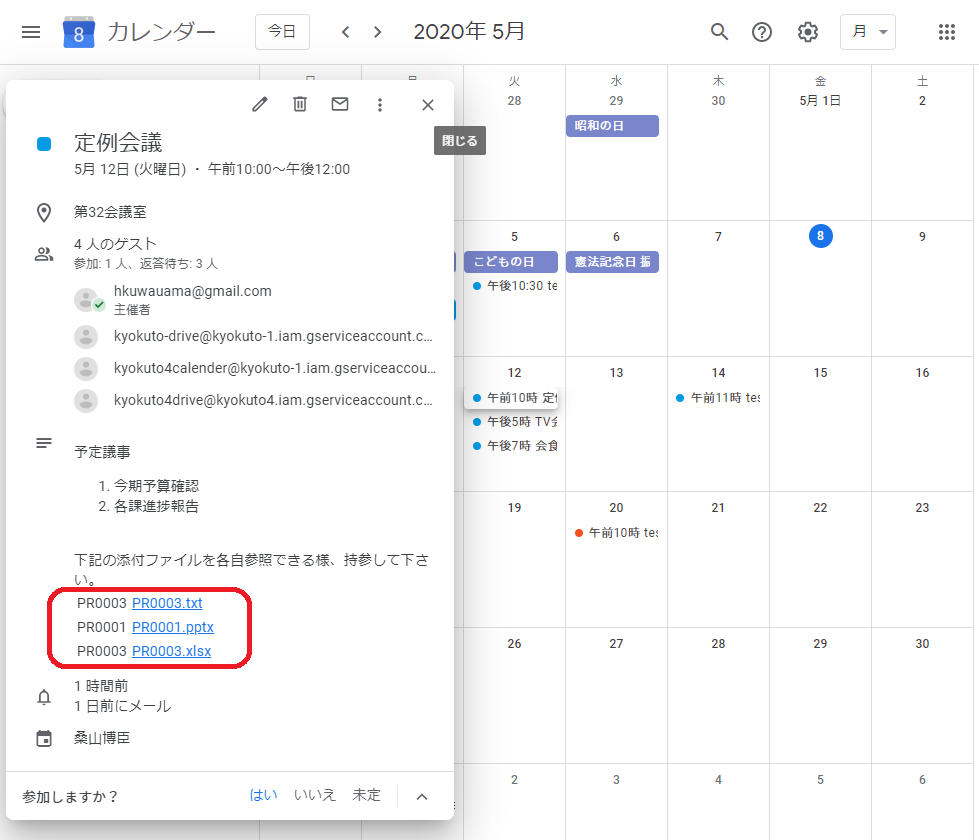 8 カレンダー 今日 2020年 5月 月
火 水 木 金 土
28 29 30 5月 1日 2
昭和の日
定例会議
閉じる
5月 12日 (火曜日) ・ 午前10:00～午後12:00
第32会議室
4 人のゲスト
参加: 1 人、返答待ち: 3 人
hkuwauama@gmail.com
主催者
kyokuto-drive@kyokuto-1.iam.gserviceaccount.c...
kyokuto4calender@kyokuto-1.iam.gserviceaccou...
kyokuto4drive@kyokuto4.iam.gserviceaccount.c...
予定議事
1. 今期予算確認
2. 各課進捗報告
下記の添付ファイルを各自参照できる様、持参して下さ
い。
PR0003 PR0003.txt
PR0001 PR0001.pptx
PR0003 PR0003.xlsx
1 時間前
1 日前にメール
桑山博臣
参加しますか？ はい いいえ 未定
5 6 7 8 9
こどもの日 憲法記念日 振
午後10:30 te
12 13 14 15 16
午前10時 定 午前11時 tes
午後5時 TV会
午後7時 会食
19 20 21 22 23
午前10時 tes
26 27 28 29 30
2 3 4 5 6